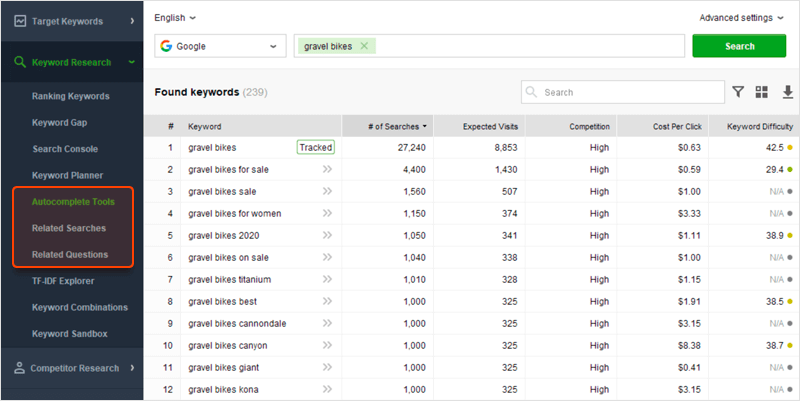 Target Keywords
Keyword Research
Ranking Keywords
Keyword Gap
Search Console
Keyword Planner
Autocomplete Tools
Related Searches
Related Questions
TF-IDF Explorer
Keyword Combinations
Keyword Sandbox
Competitor Research
English Advanced settings
Google gravel bikes Search
Found keywords (239) Search
# Keyword # of Searches Expected Visits Competition Cost Per Click Keyword Difficulty
1 gravel bikes Tracked 27,240 8,853 High $0.63 42.5
2 gravel bikes for sale 4,400 1,430 High $0.59 29.4
3 gravel bikes sale 1,560 507 High $1.00 N/A
4 gravel bikes for women 1,150 374 High $3.33 N/A
5 gravel bikes 2020 1,050 341 High $1.11 38.9
6 gravel bikes on sale 1,040 338 High $1.00 N/A
7 gravel bikes titanium 1,010 328 High $1.15 N/A
8 gravel bikes best 1,000 325 High $1.91 38.5
9 gravel bikes cannondale 1,000 325 High $3.15 N/A
10 gravel bikes canyon 1,000 325 High $8.38 38.7
11 gravel bikes giant 1,000 325 High $0.41 N/A
12 gravel bikes kona 1,000 325 High $3.15 N/A